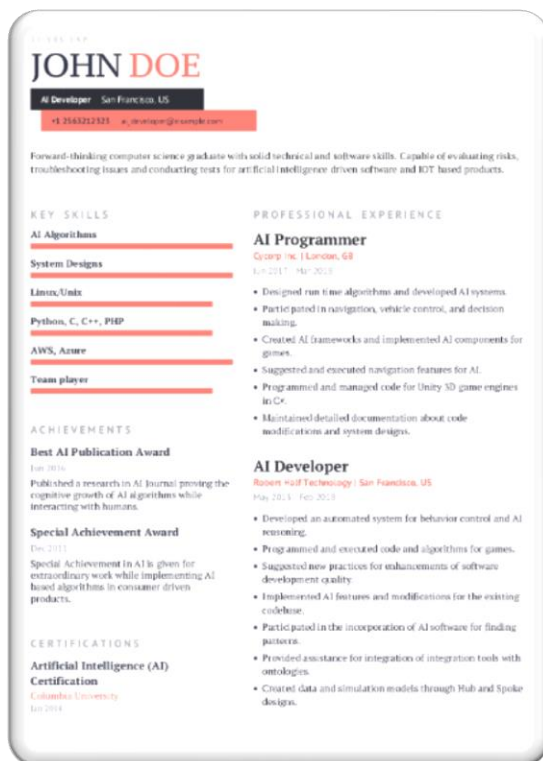 JOHN DOE
AI Developer San Francisco, US
+1 2563212323 ai_developer@example.com
Forward-thinking computer science graduate with solid technical and software skills. Capable of evaluating risks,
troubleshooting issues and conducting tests for artificial intelligence driven software and IOT based products.
KEY SKILLS
AI Algorithms
System Designs
Linux/Unix
Python, C, C++, PHP
AWS, Azure
Team player
ACHIEVEMENTS
Best AI Publication Award
Published a research in AI Journal proving the
cognitive growth of AI algorithms while
interacting with humans.
Special Achievement Award
Special Achievement in AI is given for
extraordinary work while implementing AI
based algorithms in consumer driven
products.
CERTIFICATIONS
Artificial Intelligence (AI)
Certification
Columbia University
PROFESSIONAL EXPERIENCE
AI Programmer
Cycorp Inc. | London, GB
• Designed run time algorithms and developed AI systems.
• Participated in navigation, vehicle control, and decision
making.
• Created AI frameworks and implemented AI components for
games.
• Suggested and executed navigation features for AI.
• Programmed and managed code for Unity 3D game engines
in C#.
• Maintained detailed documentation about code
modifications and system designs.
AI Developer
Robert Half Technology | San Francisco, US
• Developed an automated system for behavior control and AI
reasoning.
• Programmed and executed code and algorithms for games.
• Suggested new practices for enhancements of software
development quality.
• Implemented AI features and modifications for the existing
codebase.
• Participated in the incorporation of AI software for finding
patterns.
• Provided assistance for integration of integration tools with
ontologies.
• Created data and simulation models through Hub and Spoke
designs.